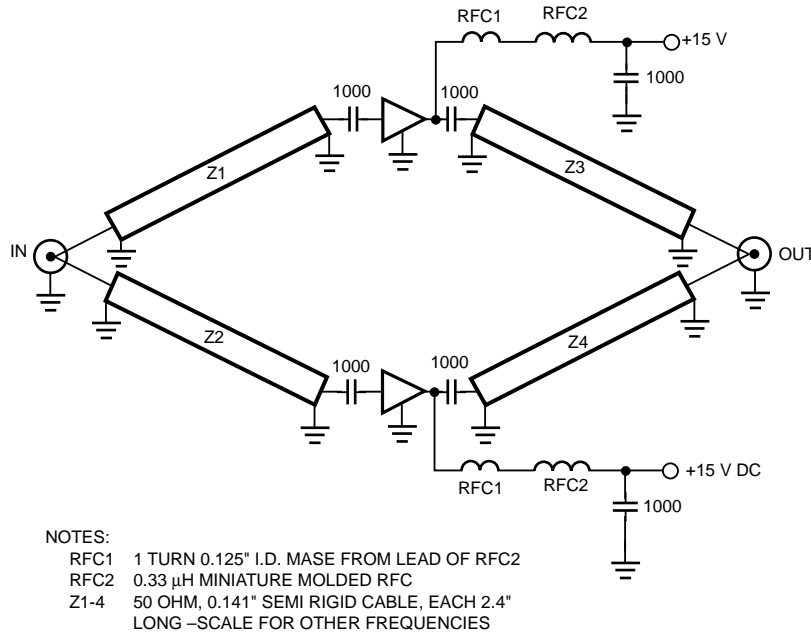 RFC1 RFC2
+15 V
1000
1000 1000
Z1
Z3
IN
OUT
Z2
Z4
1000 1000
+15 V DC
RFC1 RFC2
1000
NOTES:
RFC1 1 TURN 0.125" I.D. MASE FROM LEAD OF RFC2
RFC2 0.33 µH MINIATURE MOLDED RFC
Z1-4 50 OHM, 0.141" SEMI RIGID CABLE, EACH 2.4"
LONG –SCALE FOR OTHER FREQUENCIES